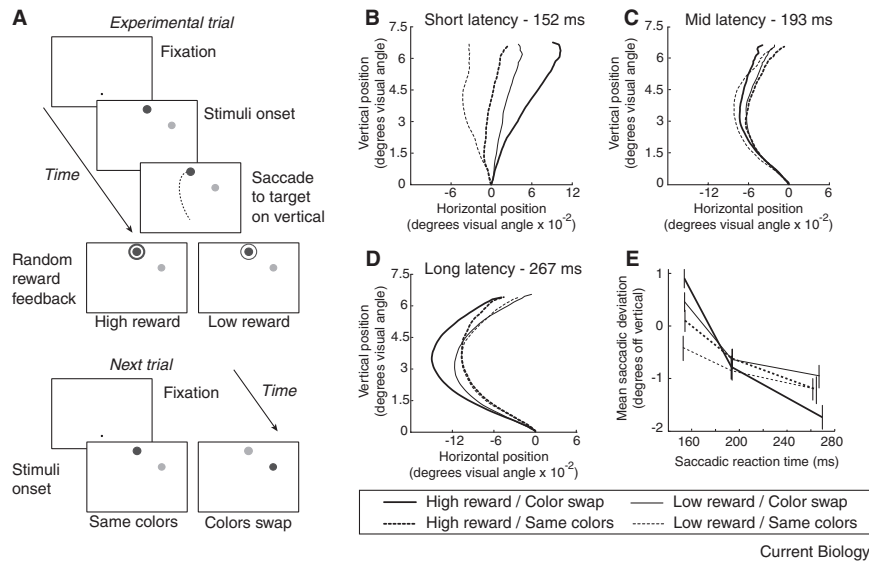 A
Experimental trial
Fixation
Stimuli onset
Time
Saccade
to target
on vertical
Random
reward
feedback
High reward
Low reward
Next trial
Fixation
Time
Stimuli
onset
Same colors
Colors swap
B
Short latency - 152 ms
Vertical position
(degrees visual angle)
7.5
6
4.5
3
1.5
0
-6
0
6
12
Horizontal position
(degrees visual angle x 10-2)
C
Mid latency - 193 ms
Vertical position
(degrees visual angle)
7.5
6
4.5
3
1.5
0
-12
-6
0
6
Horizontal position
(degrees visual angle x 10-2)
D
Long latency - 267 ms
Vertical position
(degrees visual angle)
7.5
6
4.5
3
1.5
0
-18
-12
-6
0
6
Horizontal position
(degrees visual angle x 10-2)
E
Mean saccadic deviation
(degrees off vertical)
1
0
-1
-2
160
200
240
280
Saccadic reaction time (ms)
High reward / Color swap
Low reward / Color swap
High reward / Same colors
Low reward / Same colors
Current Biology